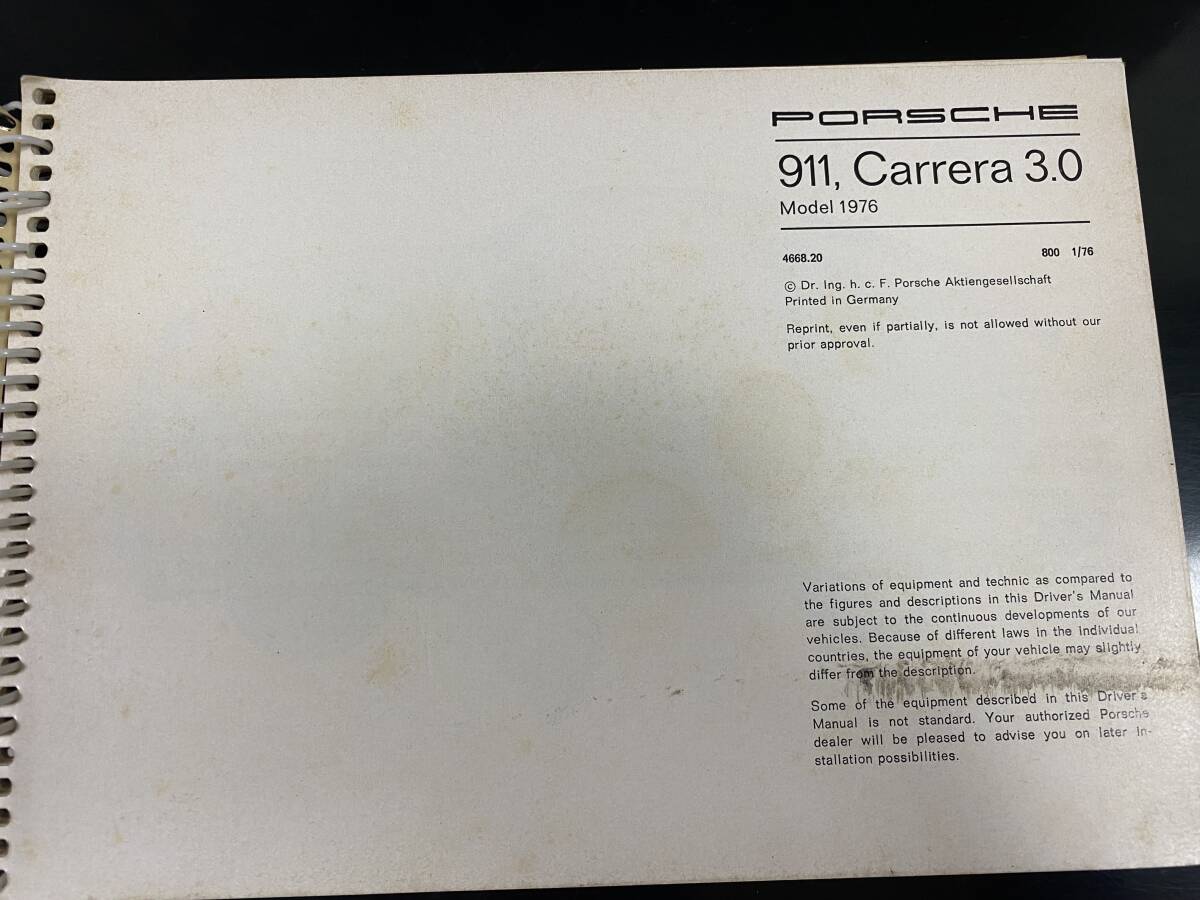 PORSCHE
911, Carrera 3.0
Model 1976
4668.20 800 1/76
© Dr. Ing. h. c. F. Porsche Aktiengesellschaft
Printed in Germany
Reprint, even if partially, is not allowed without our
prior approval.
Variations of equipment and technic as compared to
the figures and descriptions in this Driver's Manual
are subject to the continuous developments of our
vehicles. Because of different laws in the individual
countries, the equipment of your vehicle may slightly
differ from the description.
Some of the equipment described in this Driver's
Manual is not standard. Your authorized Porsche
dealer will be pleased to advise you on later In-
stallation possibilities.